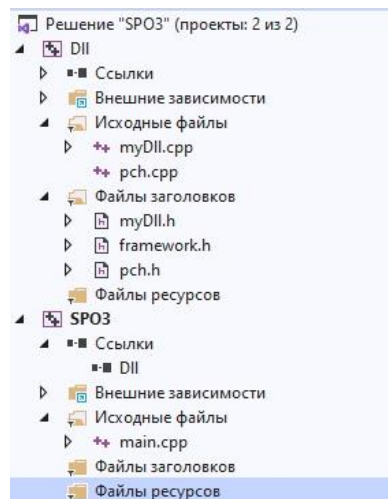 Решение "SPO3" (проекты: 2 из 2)
Dll
Ссылки
Внешние зависимости
Исходные файлы
myDll.cpp
pch.cpp
Файлы заголовков
myDll.h
framework.h
pch.h
Файлы ресурсов
SPO3
Ссылки
Dll
Внешние зависимости
Исходные файлы
main.cpp
Файлы заголовков
Файлы ресурсов